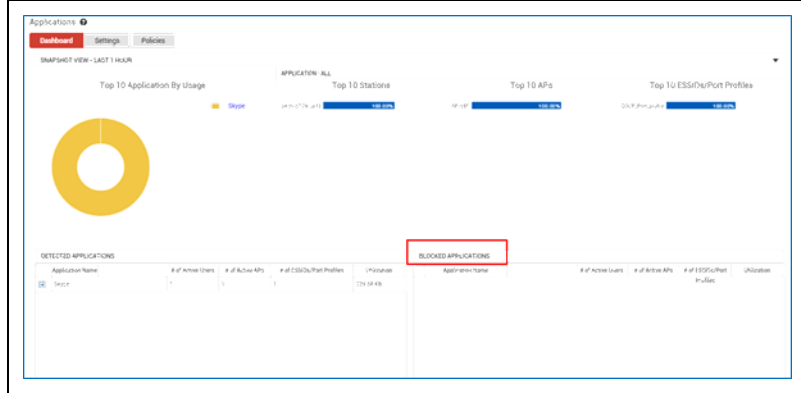 Applications
Dashboard Settings Policies
SNAPSHOT VIEW - LAST 1 HOUR
APPLICATION: ALL
Top 10 Application By Usage Top 10 Stations Top 10 APs Top 10 ESSIDs/Port Profiles
Skype 100.00% 100.00% 100.00%
DETECTED APPLICATIONS BLOCKED APPLICATIONS
Application Name # of Active Users # of Active APs # of ESSIDs/Port Profiles Utilization Application Name # of Active Users # of Active APs # of ESSIDs/Port Utilization
Profiles
Skype 1 1 1